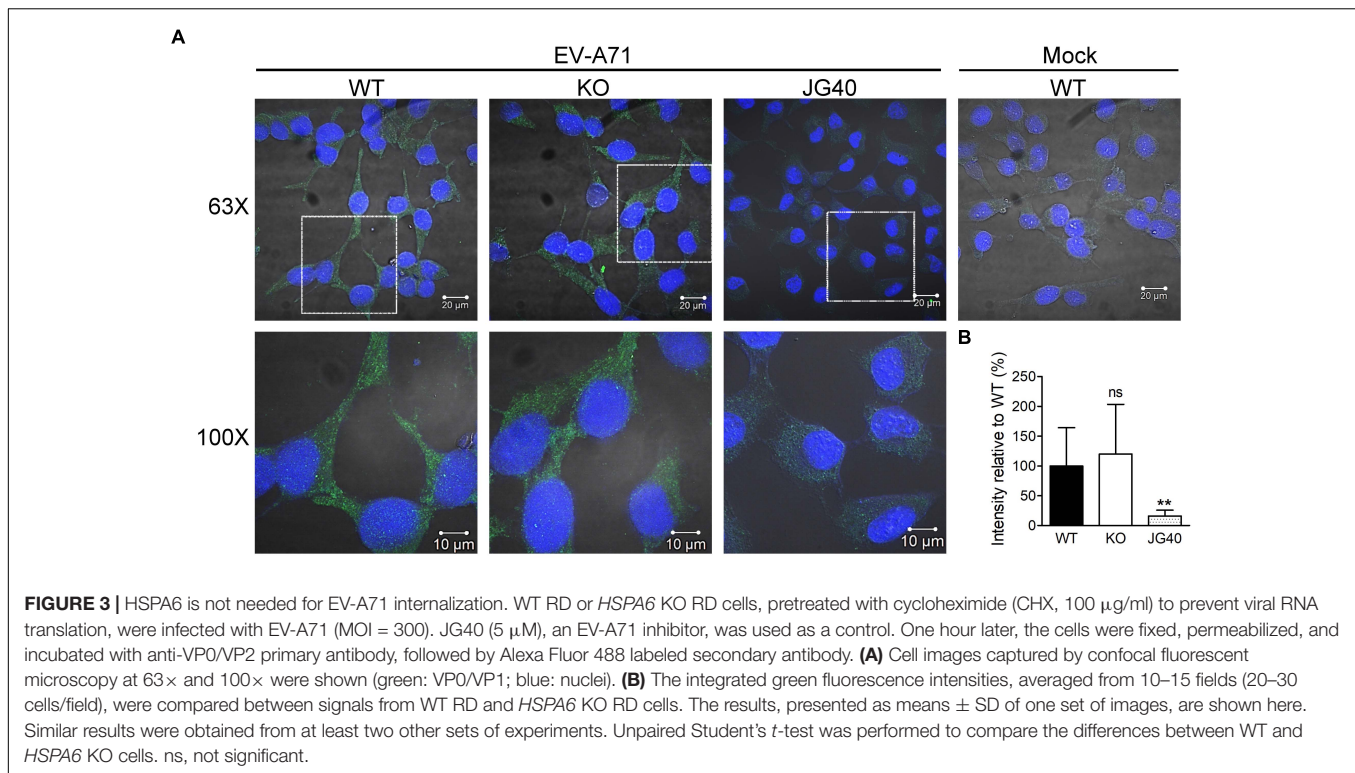 A
EV-A71 Mock
WT KO JG40 WT
63X
20 µm 20 µm 20 µm 20 µm
100X
10 µm 10 µm 10 µm
B
Intensity relative to WT (%)
250
200
150
100
50
0
ns
**
WT KO JG40
FIGURE 3 | HSPA6 is not needed for EV-A71 internalization. WT RD or HSPA6 KO RD cells, pretreated with cycloheximide (CHX, 100 µg/ml) to prevent viral RNA
translation, were infected with EV-A71 (MOI = 300). JG40 (5 µM), an EV-A71 inhibitor, was used as a control. One hour later, the cells were fixed, permeabilized, and
incubated with anti-VP0/VP2 primary antibody, followed by Alexa Fluor 488 labeled secondary antibody. (A) Cell images captured by confocal fluorescent
microscopy at 63× and 100× were shown (green: VP0/VP1; blue: nuclei). (B) The integrated green fluorescence intensities, averaged from 10–15 fields (20–30
cells/field), were compared between signals from WT RD and HSPA6 KO RD cells. The results, presented as means ± SD of one set of images, are shown here.
Similar results were obtained from at least two other sets of experiments. Unpaired Student's t-test was performed to compare the differences between WT and
HSPA6 KO cells. ns, not significant.